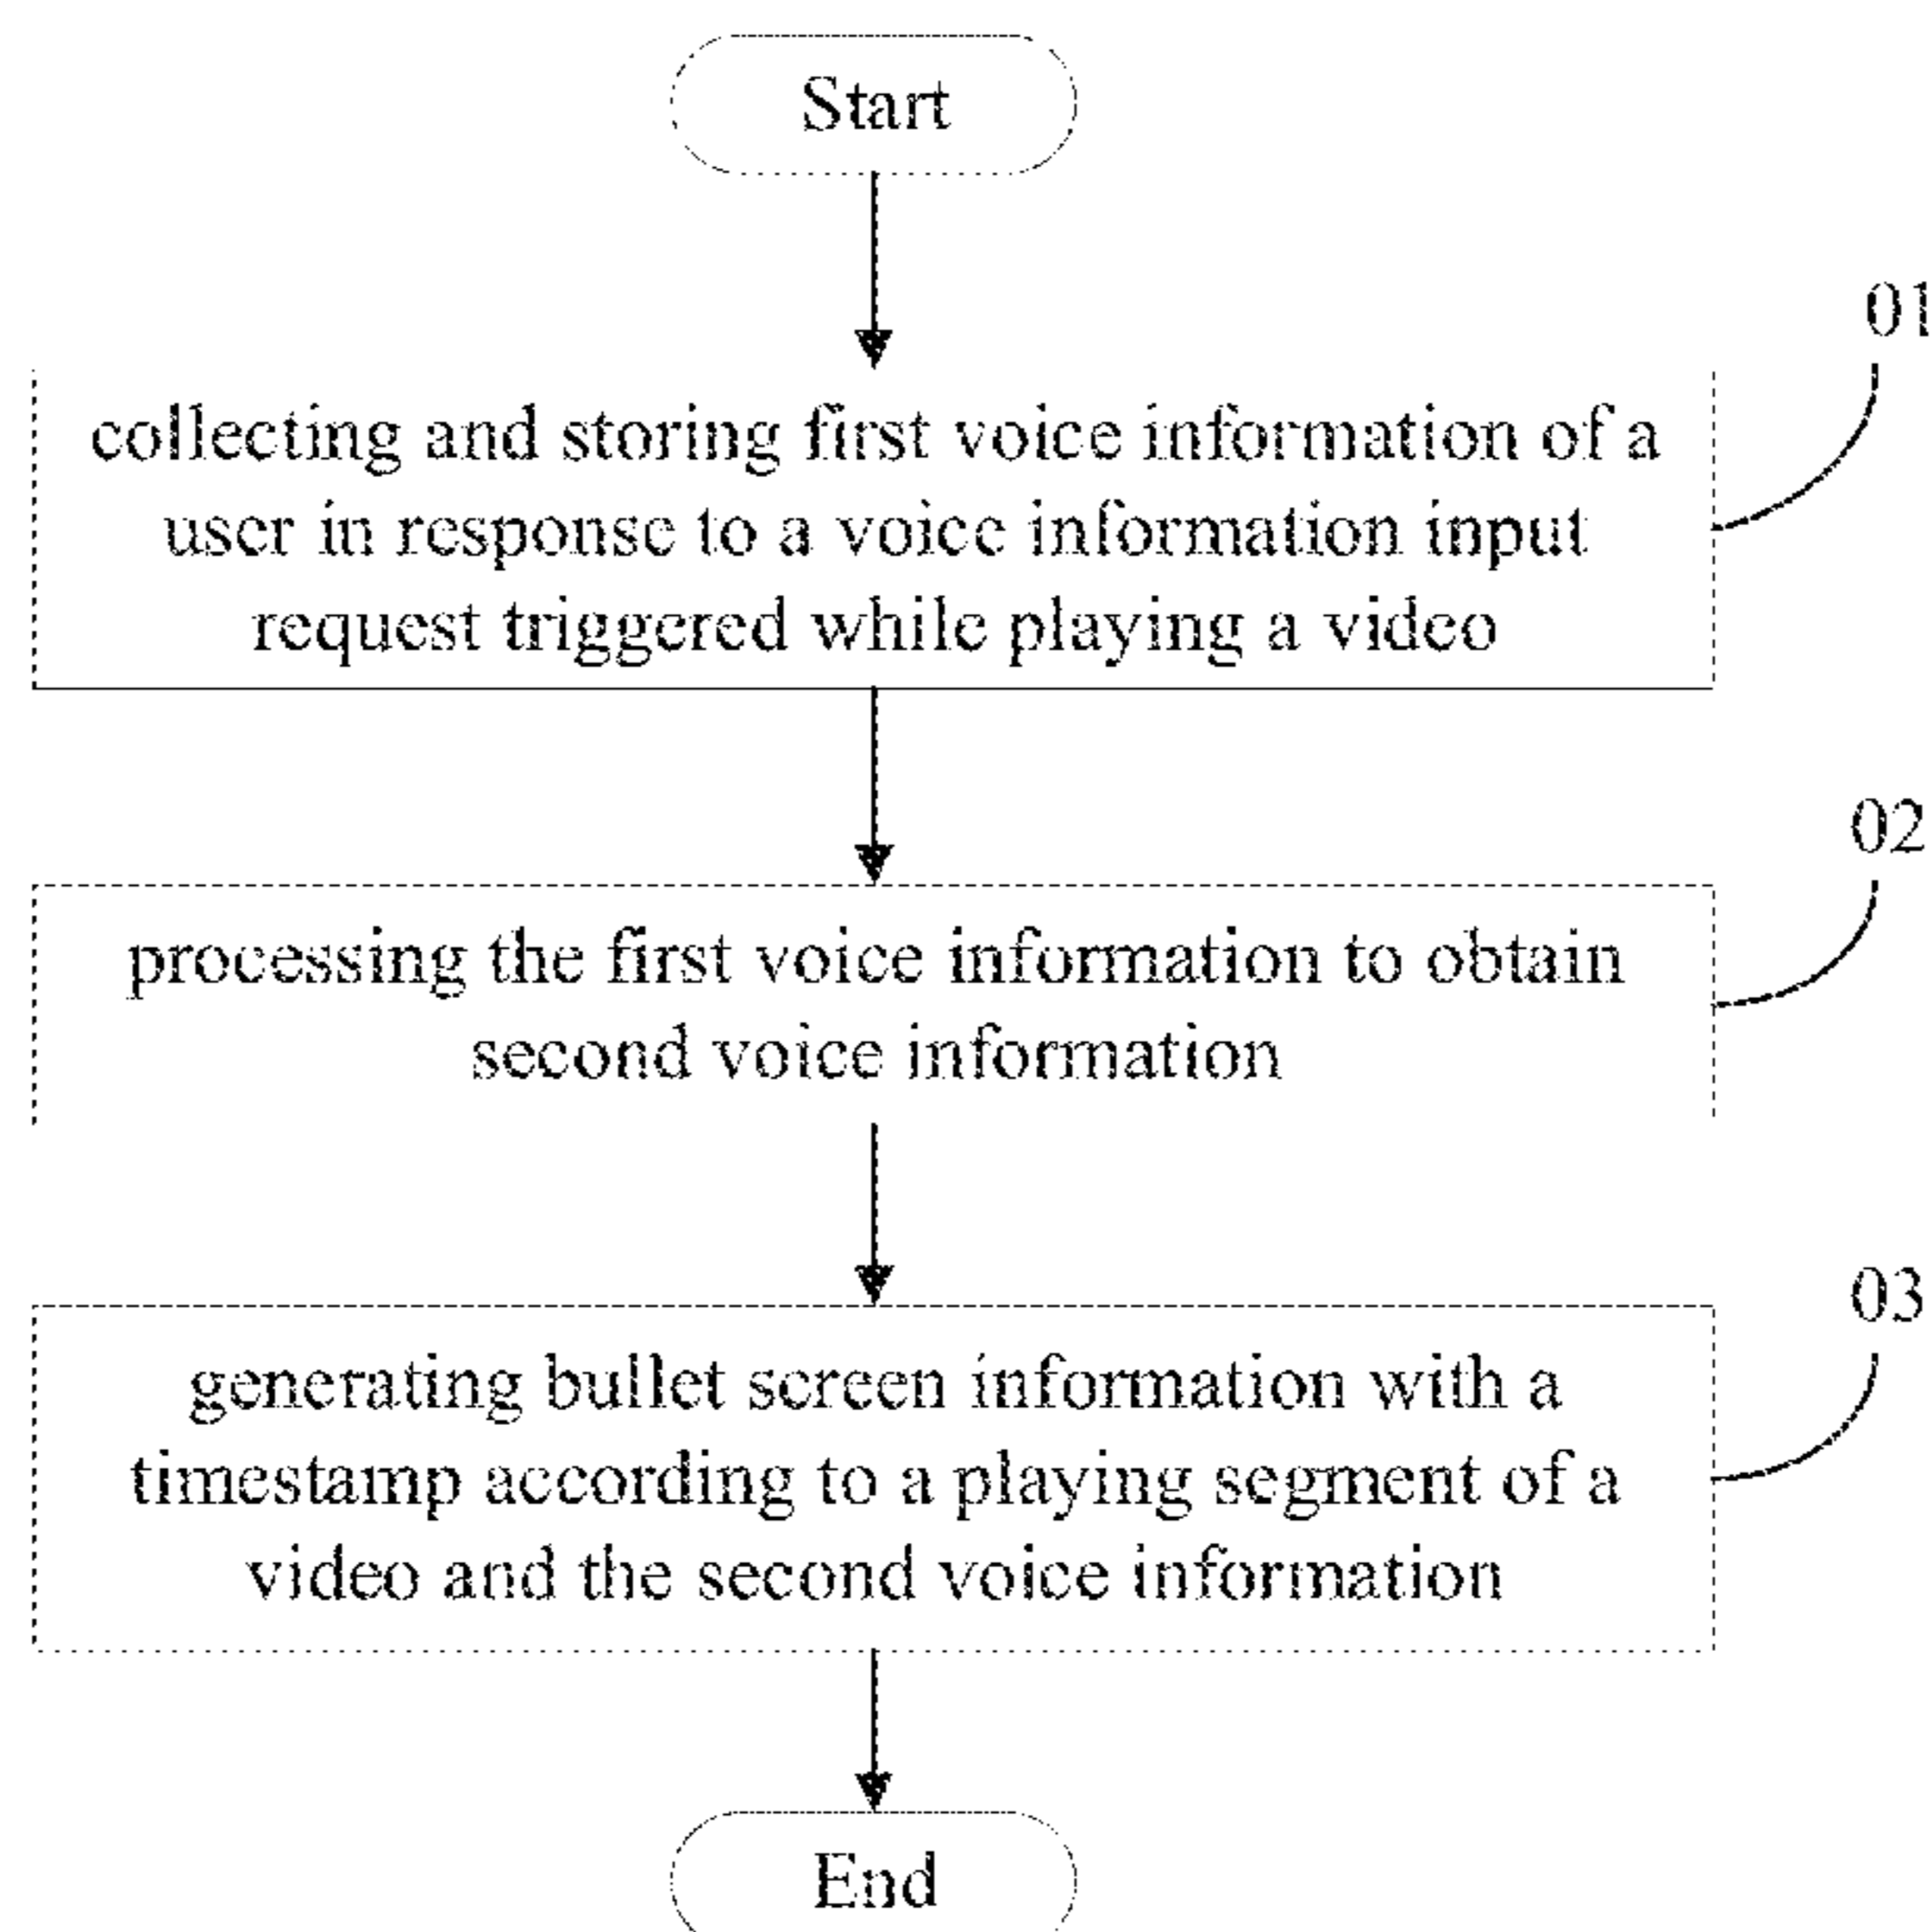 Start
01
collecting and storing first voice information of a
user in response to a voice information input
request triggered while playing a video
02
processing the first voice information to obtain
second voice information
03
generating bullet screen information with a
timestamp according to a playing segment of a
video and the second voice information
End